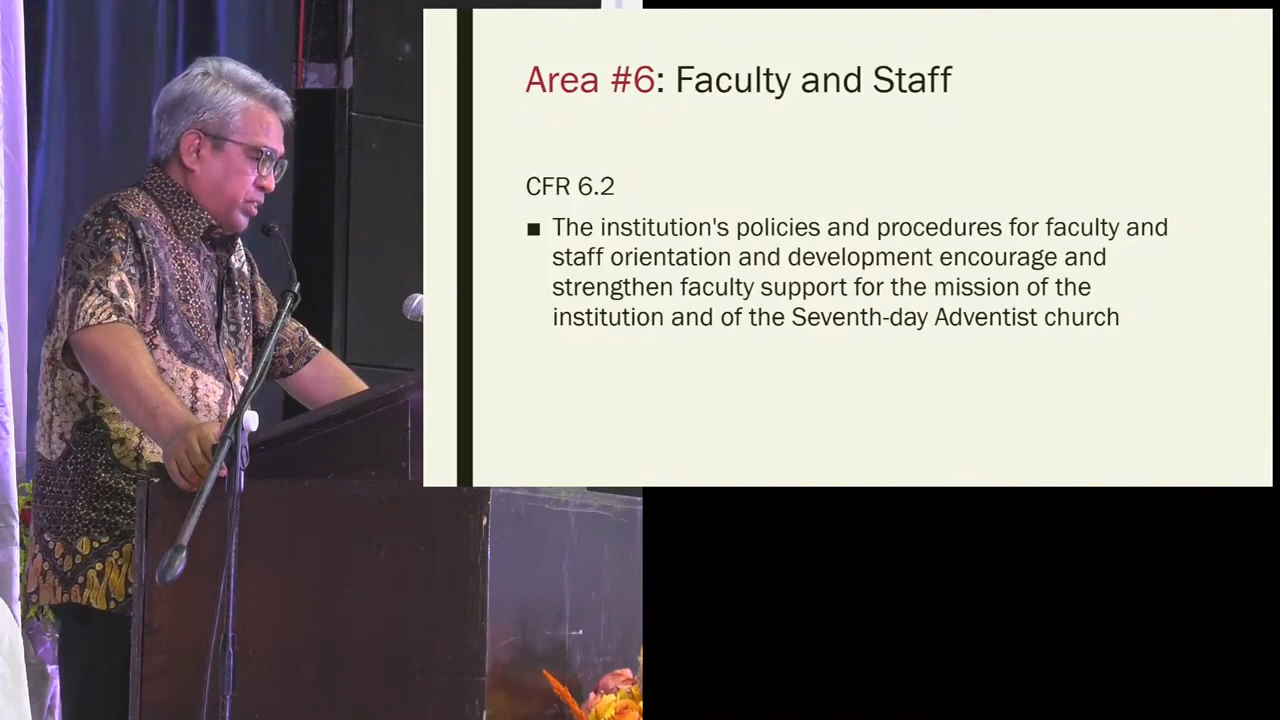 Area #6: Faculty and Staff
CFR 6.2
■ The institution's policies and procedures for faculty and
staff orientation and development encourage and
strengthen faculty support for the mission of the
institution and of the Seventh-day Adventist church